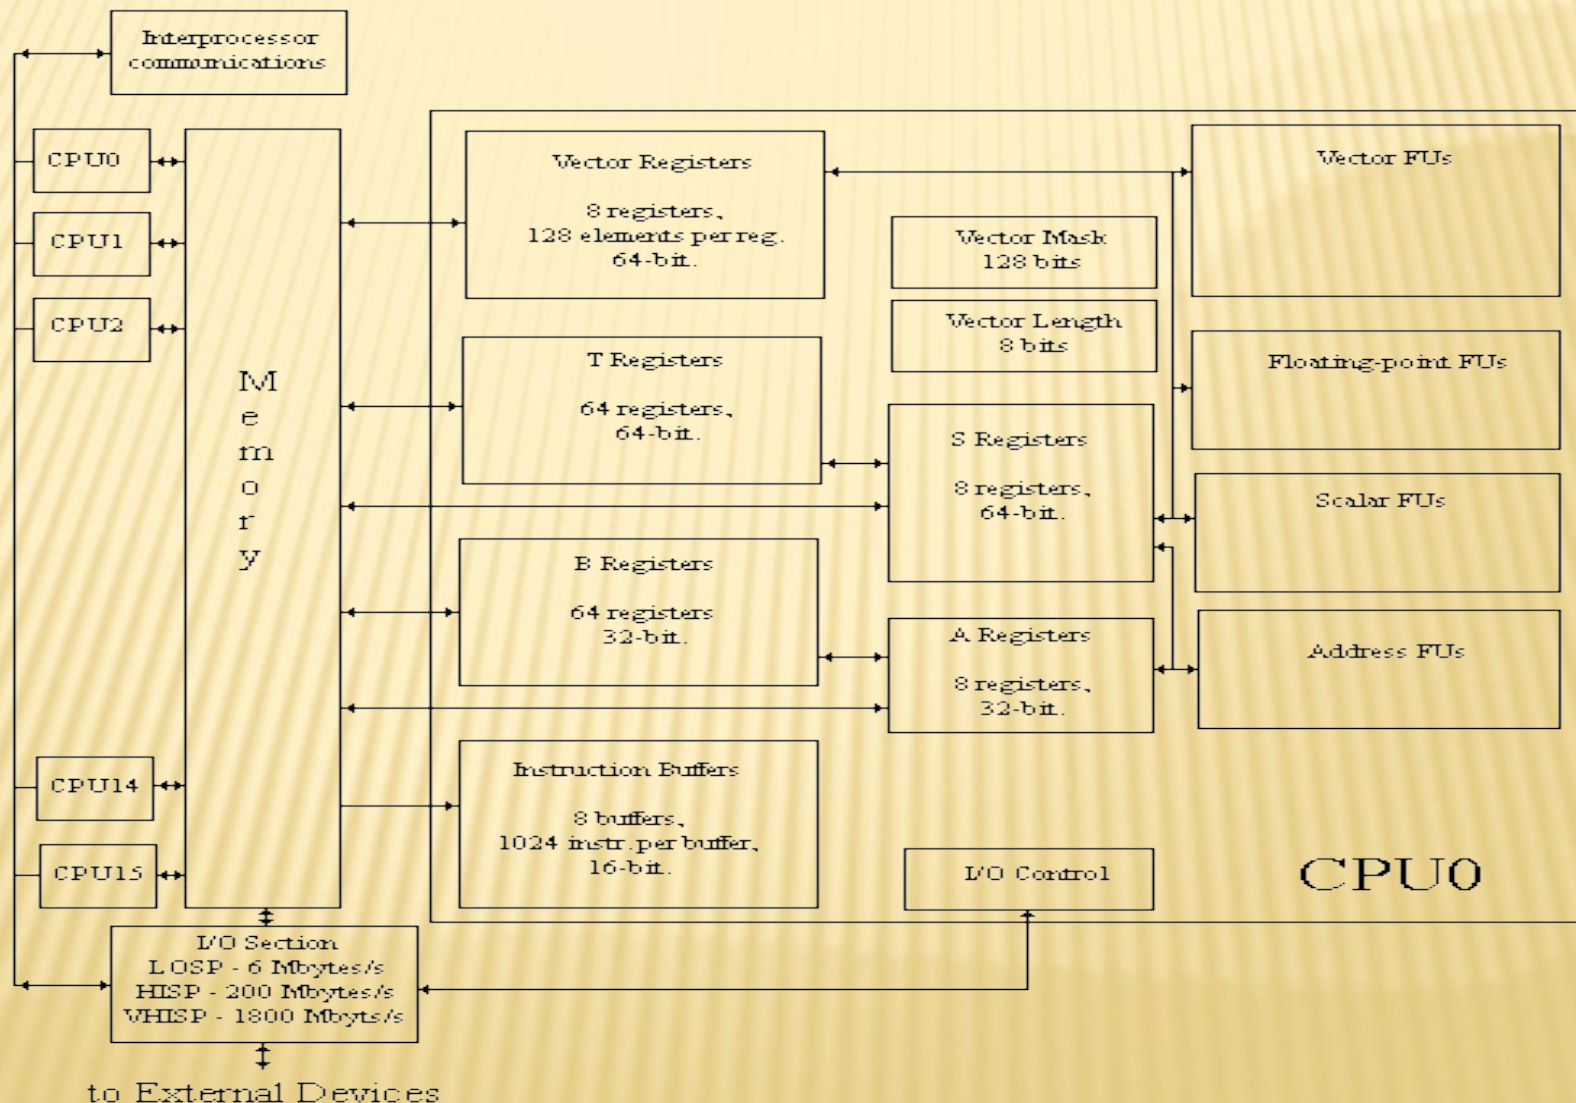 Interprocessor
communications
CPU0
CPU1
CPU2
CPU14
CPU15
Memory
Vector Registers
8 registers,
128 elements per reg.
64-bit.
T Registers
64 registers,
64-bit.
B Registers
64 registers
32-bit.
Instruction Buffers
8 buffers,
1024 instr. per buffer,
16-bit.
Vector Mask
128 bits
Vector Length
8 bits
S Registers
8 registers,
64-bit.
A Registers
8 registers,
32-bit.
I/O Control
Vector FUs
Floating-point FUs
Scalar FUs
Address FUs
CPU0
I/O Section
LOSP - 6 Mbytes/s
HISP - 200 Mbytes/s
VHISP - 1800 Mbyts/s
to External Devices